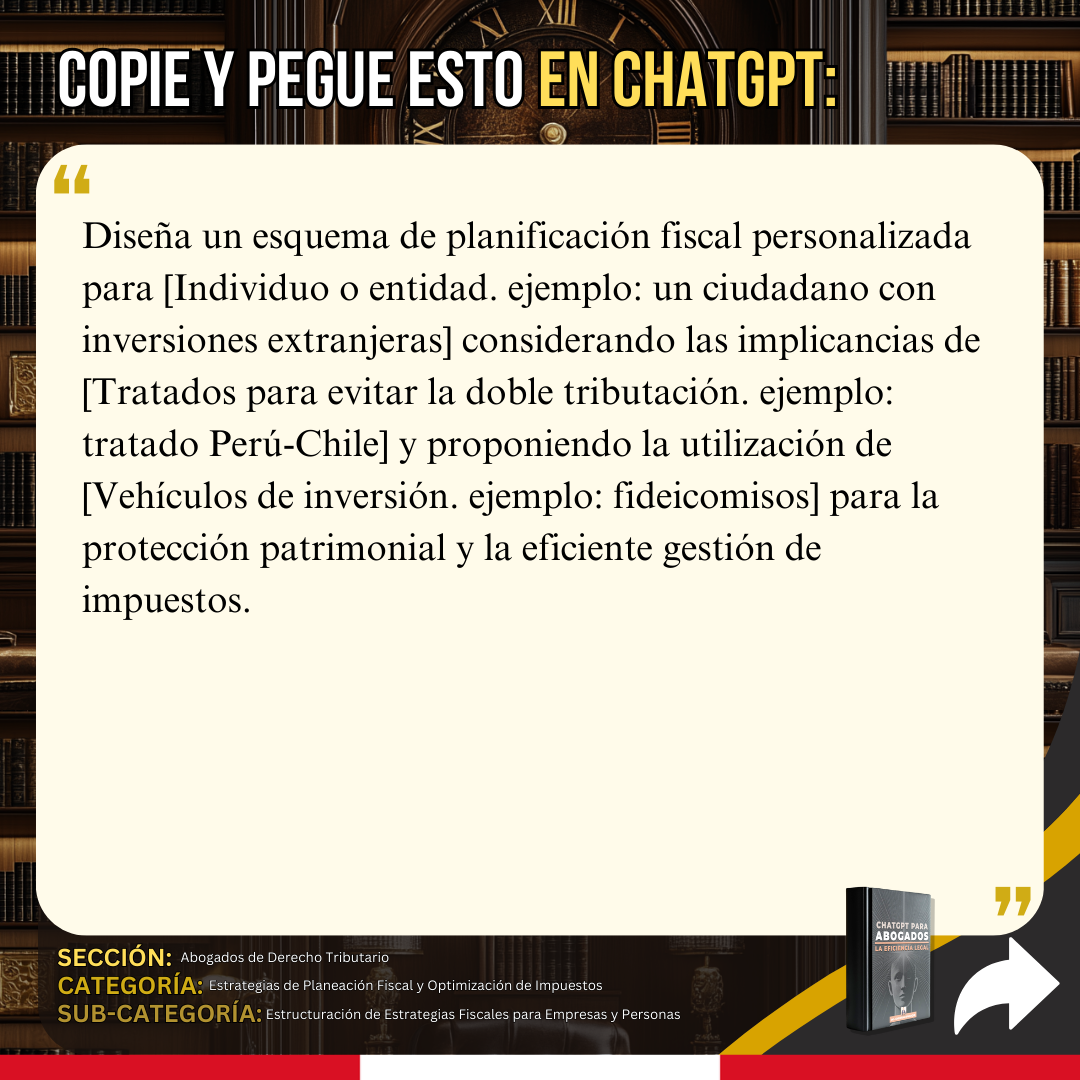 COPIE Y PEGUE ESTO EN CHATGPT:
“
Diseña un esquema de planificación fiscal personalizada
para [Individuo o entidad. ejemplo: un ciudadano con
inversiones extranjeras] considerando las implicancias de
[Tratados para evitar la doble tributación. ejemplo:
tratado Perú-Chile] y proponiendo la utilización de
[Vehículos de inversión. ejemplo: fideicomisos] para la
protección patrimonial y la eficiente gestión de
impuestos.
”
CHATGPT PARA
ABOGADOS
LA EFICIENCIA LEGAL
SECCIÓN: Abogados de Derecho Tributario
CATEGORÍA: Estrategias de Planeación Fiscal y Optimización de Impuestos
SUB-CATEGORÍA: Estructuración de Estrategias Fiscales para Empresas y Personas